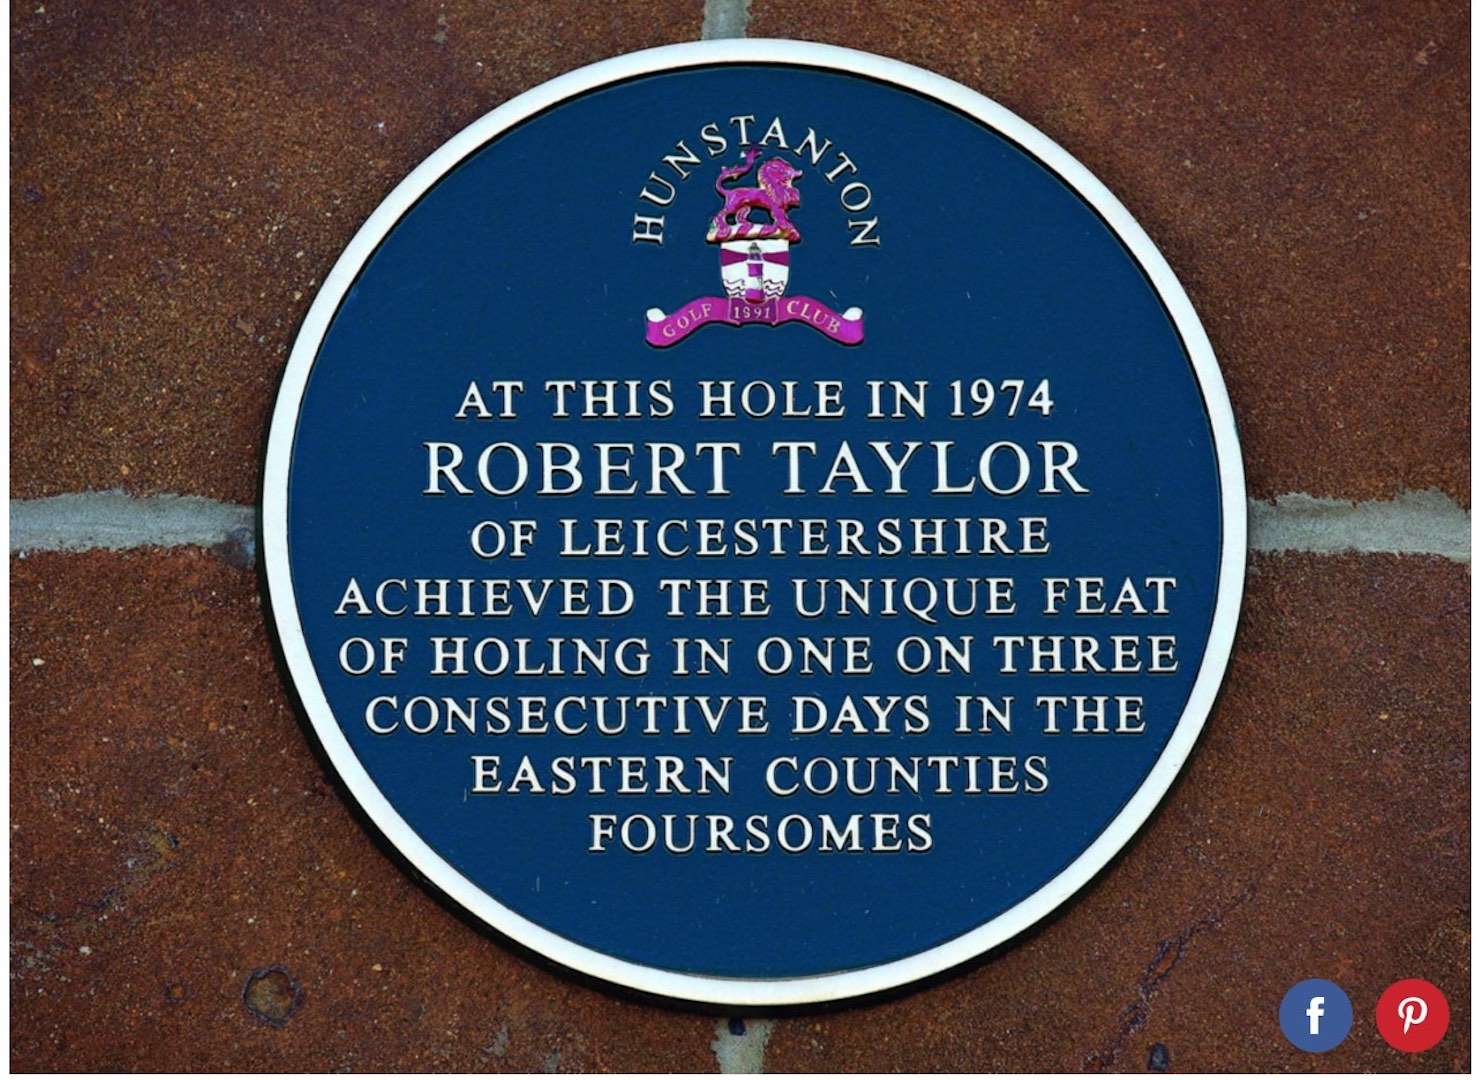 HUNSTANTON
GOLF 1891 CLUB
AT THIS HOLE IN 1974
ROBERT TAYLOR
OF LEICESTERSHIRE
ACHIEVED THE UNIQUE FEAT
OF HOLING IN ONE ON THREE
CONSECUTIVE DAYS IN THE
EASTERN COUNTIES
FOURSOMES